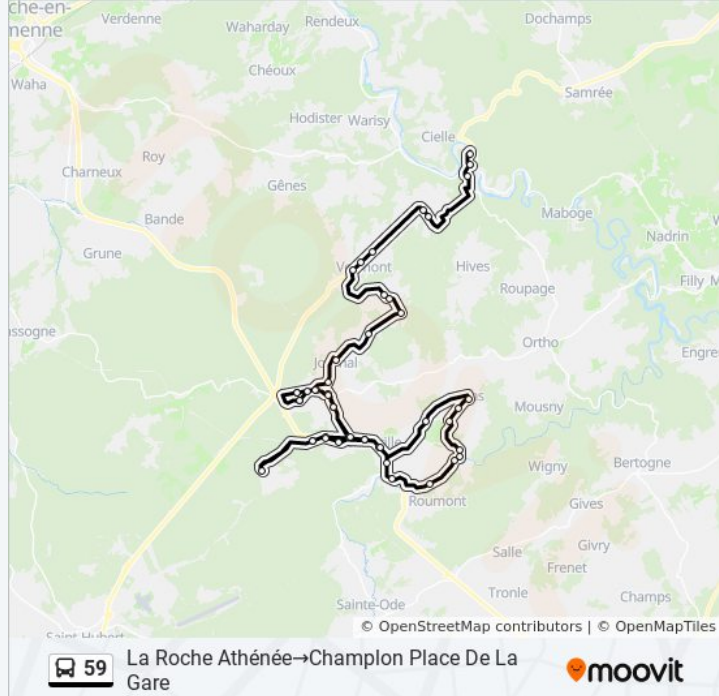 che-en-
menne
Verdenne
Waharday
Rendeux
Dochamps
Waha
Chéoux
Samrée
Hodister
Warisy
Cielle
Roy
Charneux
Gênes
Bande
Maboge
Nadrin
Grune
Hives
Filly
Roupage
assogne
Ortho
Engre
Mousny
Wigny
Bertogne
Roumont
Gives
Givry
Salle
Frenet
Tronle
Champs
Sainte-Ode
Saint-Hubert
© OpenStreetMap contributors | © OpenMapTiles
59
La Roche Athénée→Champlon Place De La
Gare
moovit